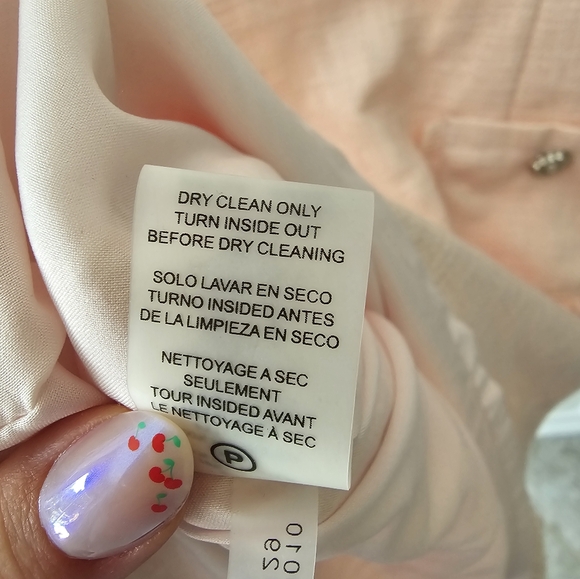 DRY CLEAN ONLY
TURN INSIDE OUT
BEFORE DRY CLEANING
SOLO LAVAR EN SECO
TURNO INSIDED ANTES
DE LA LIMPIEZA EN SECO
NETTOYAGE A SEC
SEULEMENT
TOUR INSIDED AVANT
LE NETTOYAGE À SEC
P